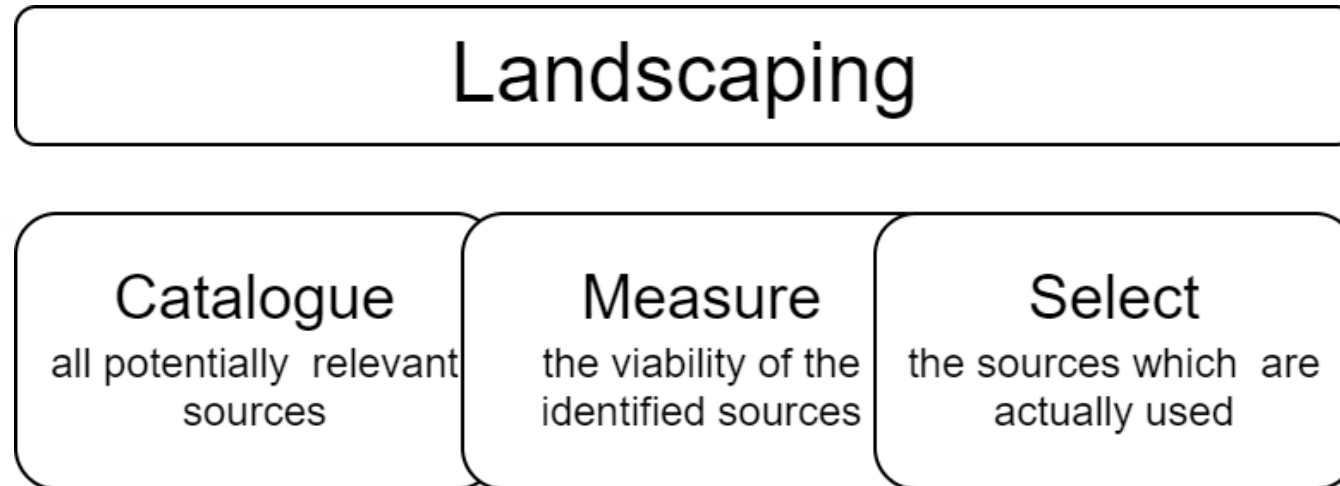 Landscaping
Catalogue
all potentially  relevant
sources
Measure
the viability of the
identified sources
Select
the sources which  are
actually used